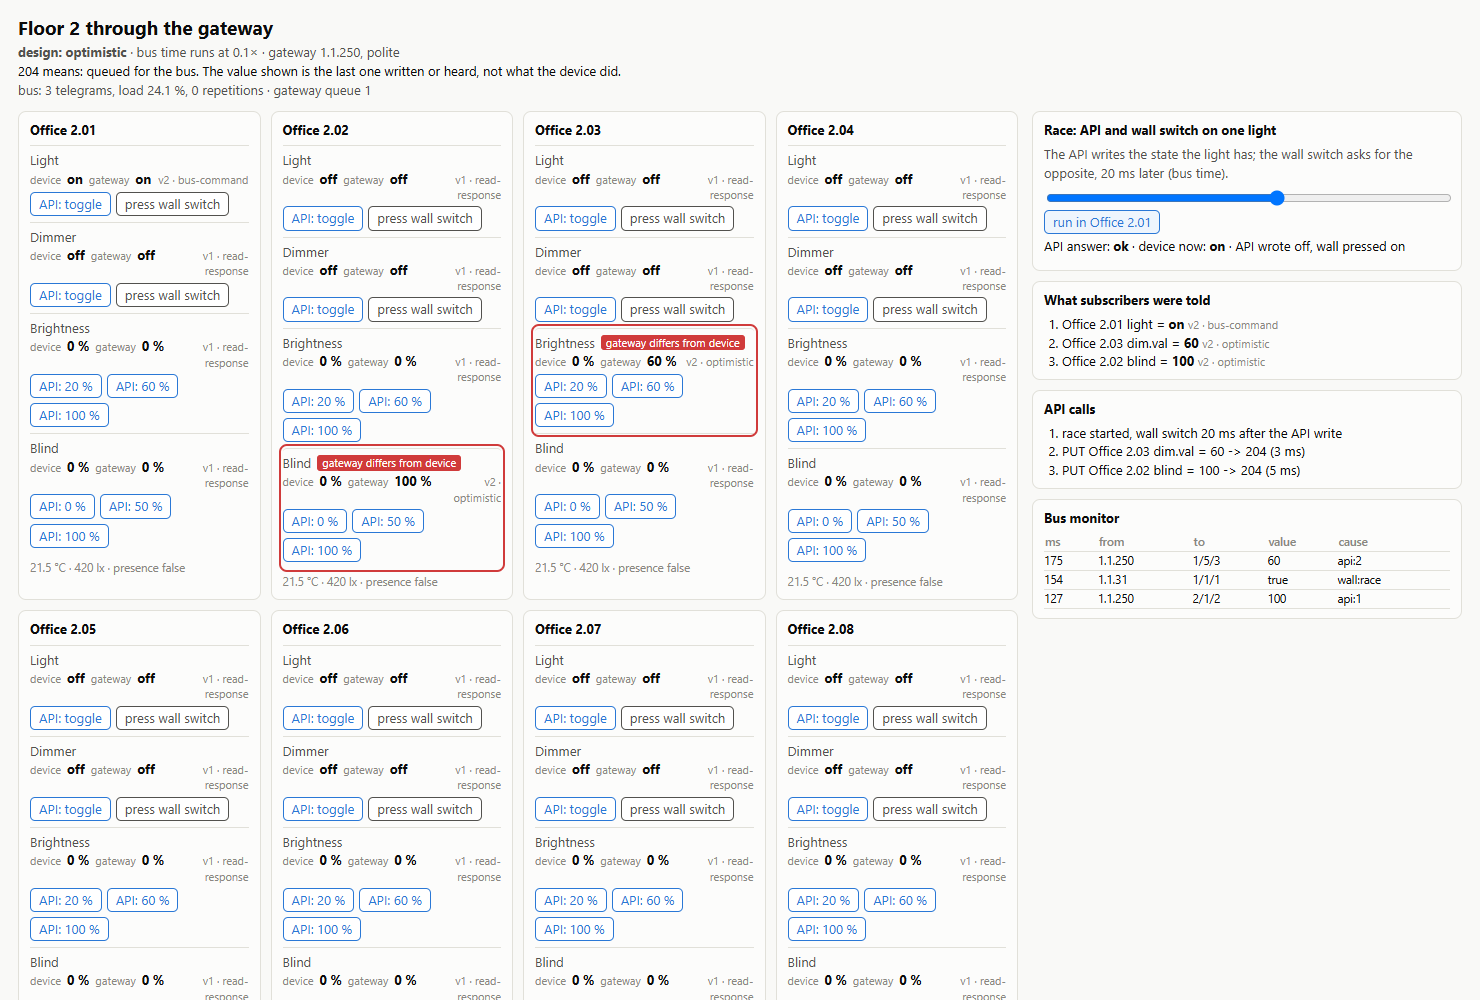 Floor 2 through the gateway
design: optimistic · bus time runs at 0.1× · gateway 1.1.250, polite
204 means: queued for the bus. The value shown is the last one written or heard, not what the device did.
bus: 3 telegrams, load 24.1 %, 0 repetitions · gateway queue 1
Office 2.01
Light
device on gateway on v2 · bus-command
API: toggle press wall switch
Dimmer
device off gateway off v1 · read-
response
API: toggle press wall switch
Brightness
device 0 % gateway 0 % v1 · read-
response
API: 20 % API: 60 %
API: 100 %
Blind
device 0 % gateway 0 % v1 · read-
response
API: 0 % API: 50 %
API: 100 %
21.5 °C · 420 lx · presence false
Office 2.02
Light
device off gateway off v1 · read-
response
API: toggle press wall switch
Dimmer
device off gateway off v1 · read-
response
API: toggle press wall switch
Brightness
device 0 % gateway 0 % v1 · read-
response
API: 20 % API: 60 %
API: 100 %
Blind gateway differs from device
device 0 % gateway 100 % v2 ·
optimistic
API: 0 % API: 50 %
API: 100 %
21.5 °C · 420 lx · presence false
Office 2.03
Light
device off gateway off v1 · read-
response
API: toggle press wall switch
Dimmer
device off gateway off v1 · read-
response
API: toggle press wall switch
Brightness gateway differs from device
device 0 % gateway 60 % v2 · optimistic
API: 20 % API: 60 %
API: 100 %
Blind
device 0 % gateway 0 % v1 · read-
response
API: 0 % API: 50 %
API: 100 %
21.5 °C · 420 lx · presence false
Office 2.04
Light
device off gateway off v1 · read-
response
API: toggle press wall switch
Dimmer
device off gateway off v1 · read-
response
API: toggle press wall switch
Brightness
device 0 % gateway 0 % v1 · read-
response
API: 20 % API: 60 %
API: 100 %
Blind
device 0 % gateway 0 % v1 · read-
response
API: 0 % API: 50 %
API: 100 %
21.5 °C · 420 lx · presence false
Race: API and wall switch on one light
The API writes the state the light has; the wall switch asks for the
opposite, 20 ms later (bus time).
run in Office 2.01
API answer: ok · device now: on · API wrote off, wall pressed on
What subscribers were told
1. Office 2.01 light = on v2 · bus-command
2. Office 2.03 dim.val = 60 v2 · optimistic
3. Office 2.02 blind = 100 v2 · optimistic
API calls
1. race started, wall switch 20 ms after the API write
2. PUT Office 2.03 dim.val = 60 -> 204 (3 ms)
3. PUT Office 2.02 blind = 100 -> 204 (5 ms)
Bus monitor
ms from to value cause
175 1.1.250 1/5/3 60 api:2
154 1.1.31 1/1/1 true wall:race
127 1.1.250 2/1/2 100 api:1
Office 2.05
Light
device off gateway off v1 · read-
response
API: toggle press wall switch
Dimmer
device off gateway off v1 · read-
response
API: toggle press wall switch
Brightness
device 0 % gateway 0 % v1 · read-
response
API: 20 % API: 60 %
API: 100 %
Blind
device 0 % gateway 0 % v1 · read-
response
Office 2.06
Light
device off gateway off v1 · read-
response
API: toggle press wall switch
Dimmer
device off gateway off v1 · read-
response
API: toggle press wall switch
Brightness
device 0 % gateway 0 % v1 · read-
response
API: 20 % API: 60 %
API: 100 %
Blind
device 0 % gateway 0 % v1 · read-
response
Office 2.07
Light
device off gateway off v1 · read-
response
API: toggle press wall switch
Dimmer
device off gateway off v1 · read-
response
API: toggle press wall switch
Brightness
device 0 % gateway 0 % v1 · read-
response
API: 20 % API: 60 %
API: 100 %
Blind
device 0 % gateway 0 % v1 · read-
response
Office 2.08
Light
device off gateway off v1 · read-
response
API: toggle press wall switch
Dimmer
device off gateway off v1 · read-
response
API: toggle press wall switch
Brightness
device 0 % gateway 0 % v1 · read-
response
API: 20 % API: 60 %
API: 100 %
Blind
device 0 % gateway 0 % v1 · read-
response